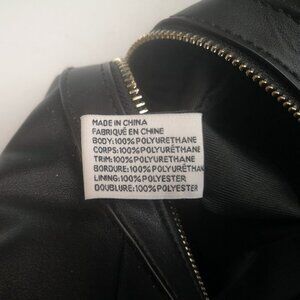 MADE IN CHINA
FABRIQUÉ EN CHINE
BODY:100%POLYURETHANE
CORPS:100%POLYURÉTHANE
TRIM:100%POLYURETHANE
BORDURE:100%POLYURÉTHAN
LINING:100%POLYESTER
DOUBLURE:100%POLYESTER